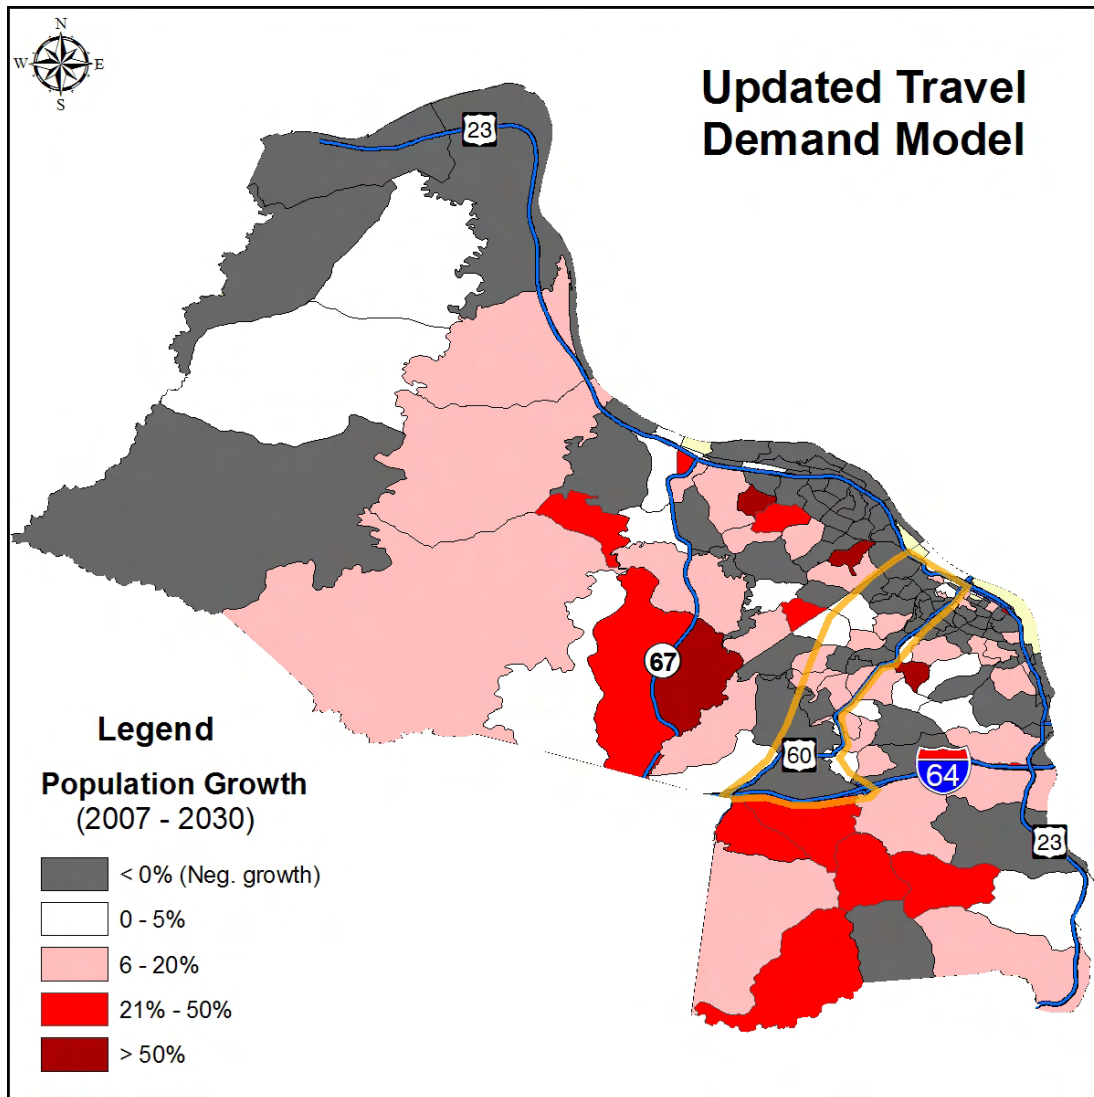 N
W E
S
Updated Travel
Demand Model
23
67
60
64
23
Legend
Population Growth
(2007 - 2030)
< 0% (Neg. growth)
0 - 5%
6 - 20%
21% - 50%
> 50%